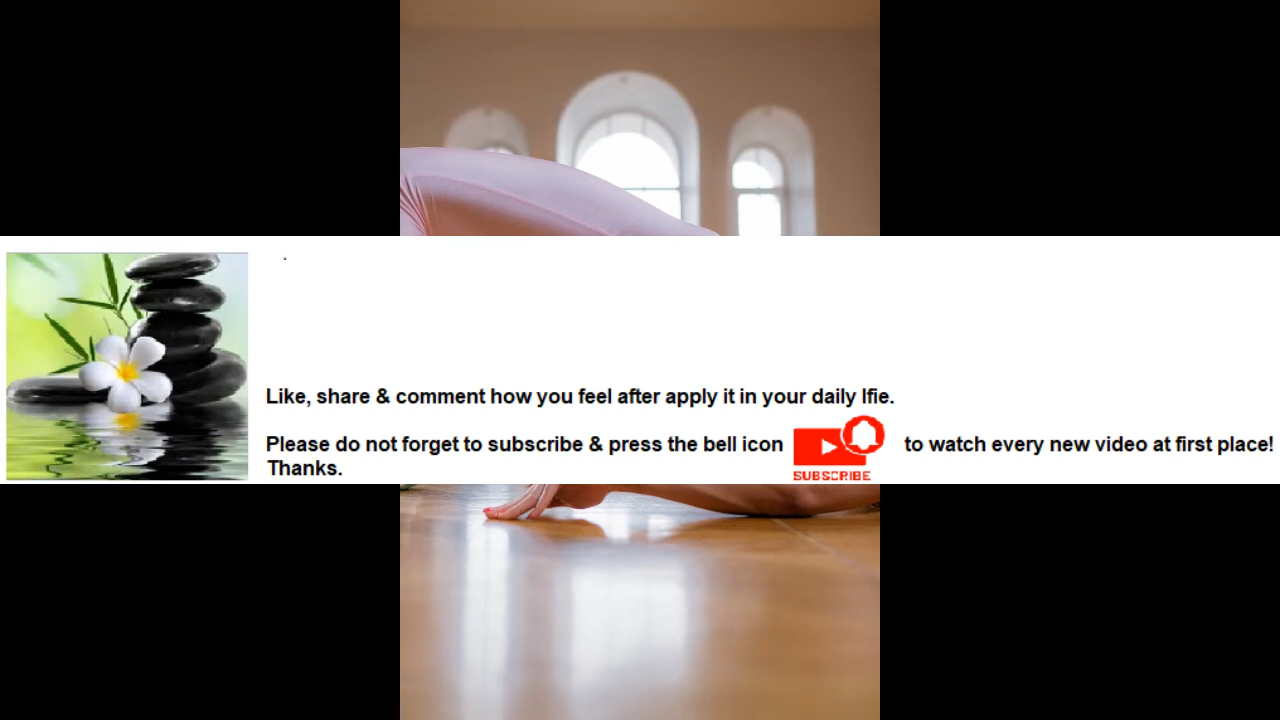 .
Like, share & comment how you feel after apply it in your daily lfie.
Please do not forget to subscribe & press the bell icon to watch every new video at first place!
SUBSCRIBE
Thanks.